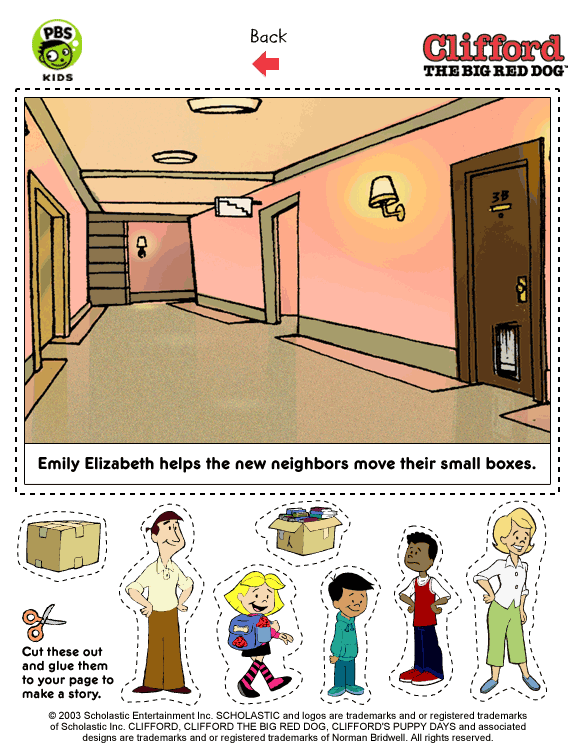 PBS
KIDS
Back
Clifford
THE BIG RED DOG™
3B
Emily Elizabeth helps the new neighbors move their small boxes.
Cut these out
and glue them
to your page to
make a story.
© 2003 Scholastic Entertainment Inc. SCHOLASTIC and logos are trademarks and or registered trademarks
of Scholastic Inc. CLIFFORD, CLIFFORD THE BIG RED DOG, CLIFFORD'S PUPPY DAYS and associated
designs are trademarks and or registered trademarks of Norman Bridwell. All rights reserved.